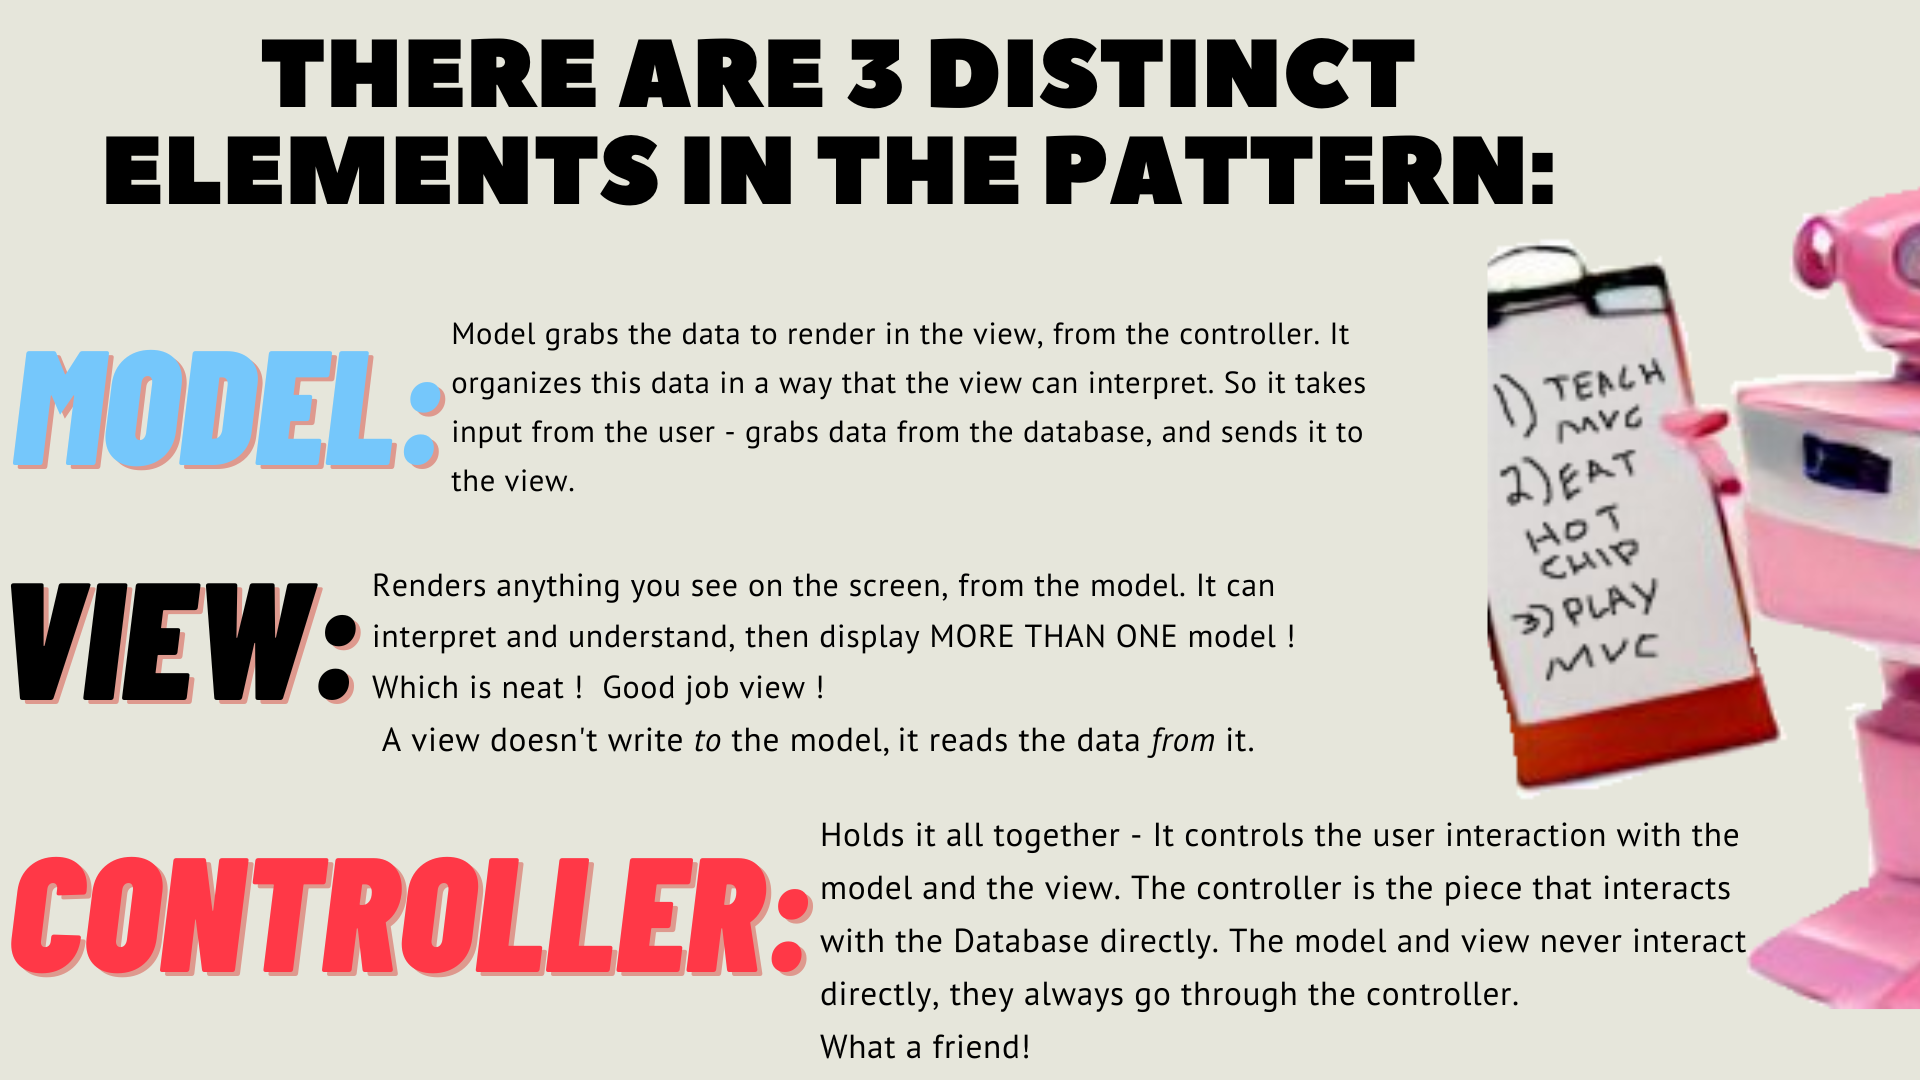 THERE ARE 3 DISTINCT
ELEMENTS IN THE PATTERN:
MODEL:
Model grabs the data to render in the view, from the controller. It
organizes this data in a way that the view can interpret. So it takes
input from the user - grabs data from the database, and sends it to
the view.
VIEW:
Renders anything you see on the screen, from the model. It can
interpret and understand, then display MORE THAN ONE model !
Which is neat !  Good job view !
A view doesn't write to the model, it reads the data from it.
CONTROLLER:
Holds it all together - It controls the user interaction with the
model and the view. The controller is the piece that interacts
with the Database directly. The model and view never interact
directly, they always go through the controller.
What a friend!
1) TEACH
MVC
2) EAT
HOT
CHIP
3) PLAY
MVC